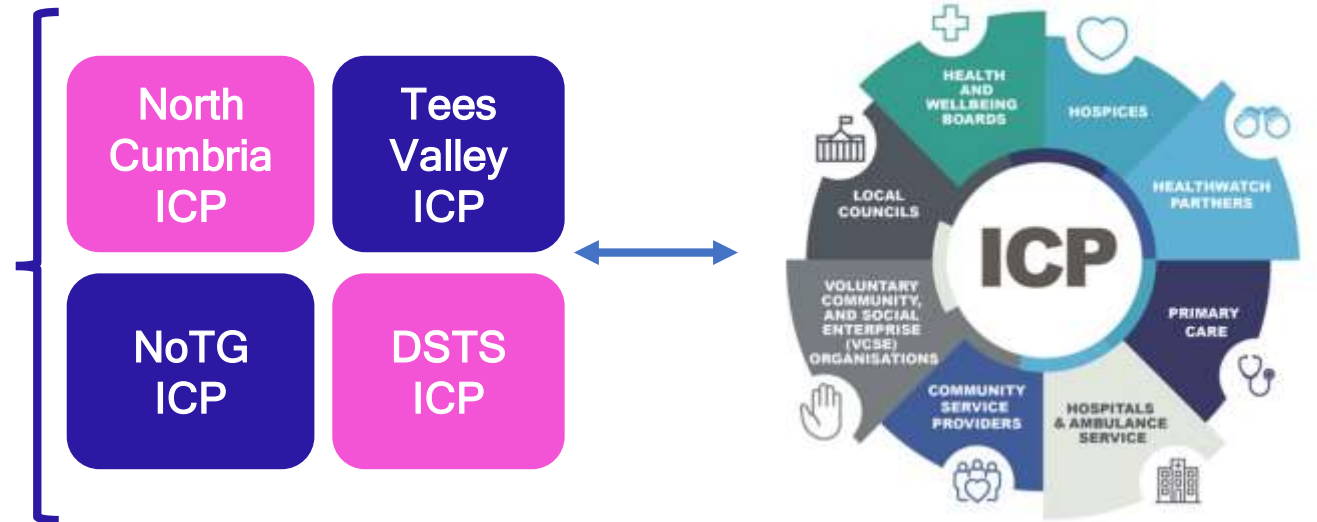 North
Cumbria
ICP
Tees
Valley
ICP
NoTG
ICP
DSTS
ICP
HEALTH
AND
WELLBEING
BOARDS
HOSPICES
HEALTHWATCH
PARTNERS
PRIMARY
CARE
HOSPITALS
& AMBULANCE
SERVICE
COMMUNITY
SERVICE
PROVIDERS
VOLUNTARY
COMMUNITY,
AND SOCIAL
ENTERPRISE
(VCSE)
ORGANISATIONS
LOCAL
COUNCILS
ICP